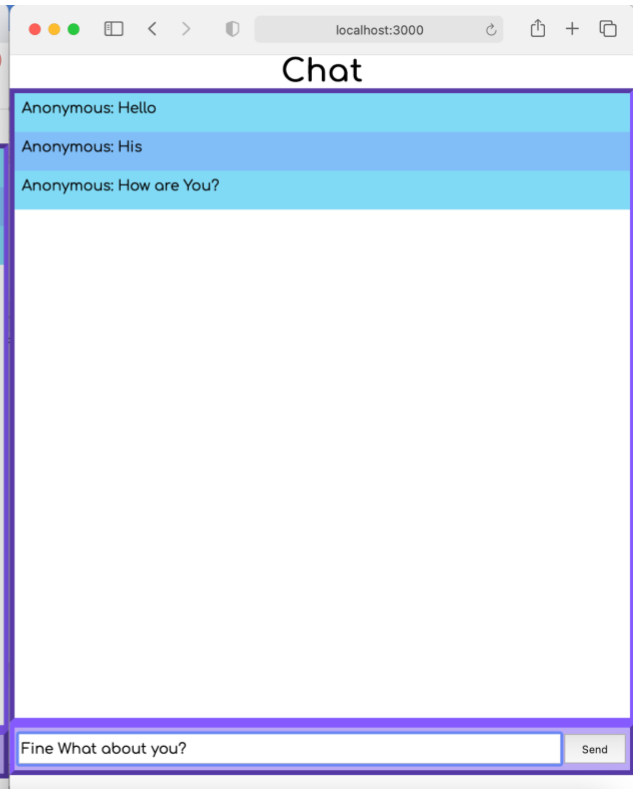 localhost:3000
Chat
Anonymous: Hello
Anonymous: His
Anonymous: How are You?
Fine What about you?
Send